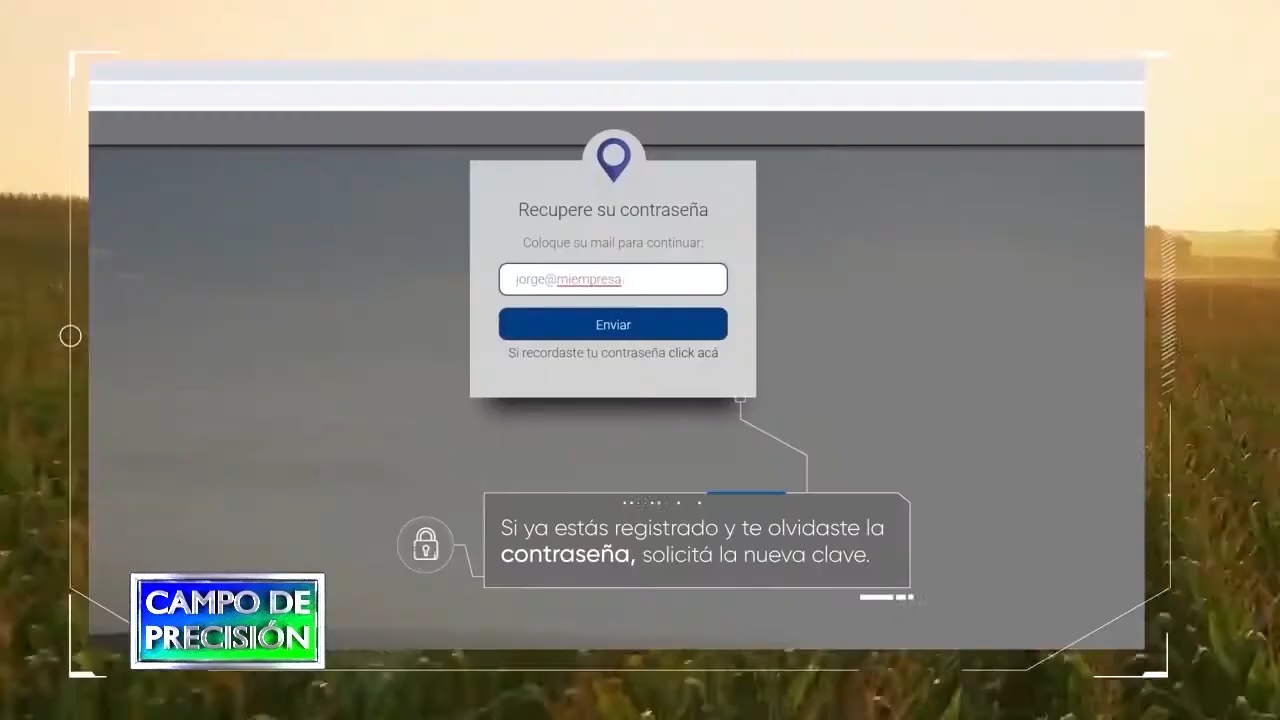 Recupere su contraseña
Coloque su mail para continuar:
jorge@miempresa
Enviar
Si recordaste tu contraseña click acá
Si ya estás registrado y te olvidaste la
contraseña, solicitá la nueva clave.
CAMPO DE
PRECISIÓN